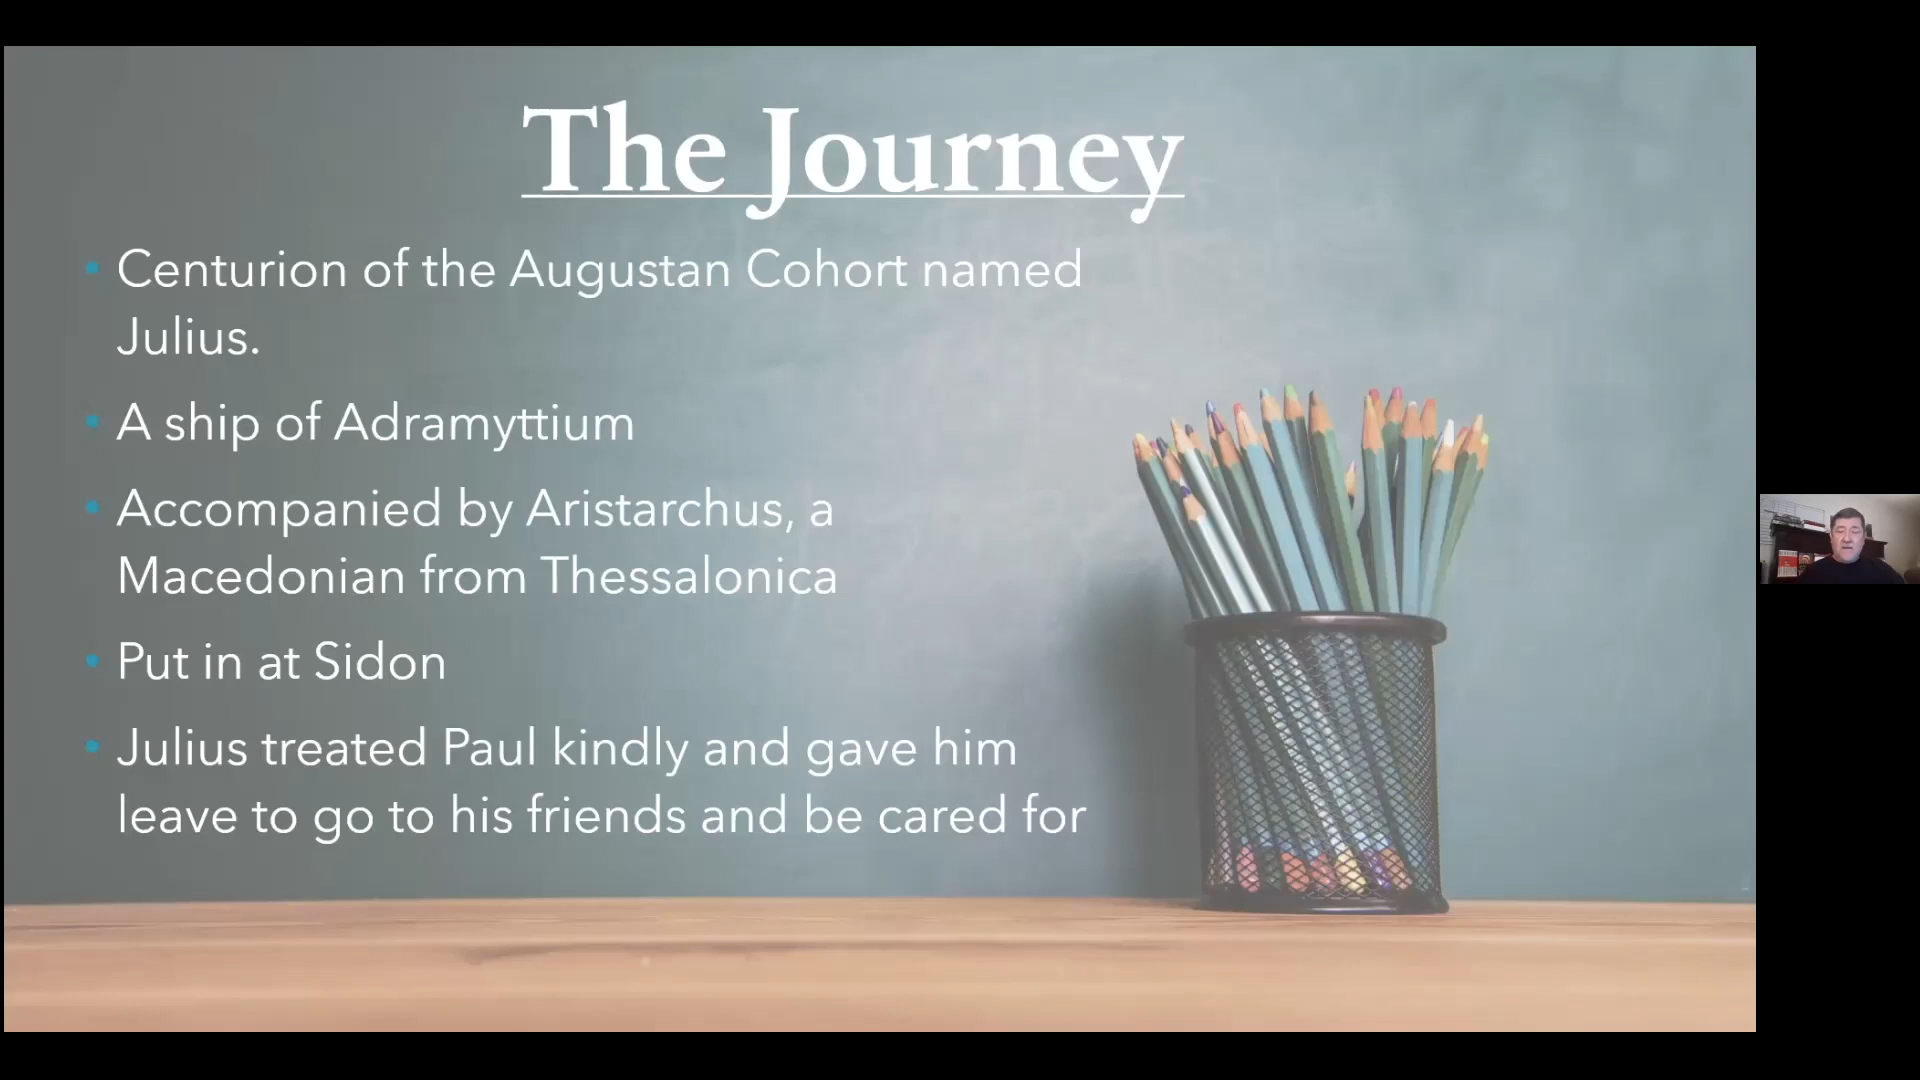 The Journey
• Centurion of the Augustan Cohort named
Julius.
• A ship of Adramyttium
• Accompanied by Aristarchus, a
Macedonian from Thessalonica
• Put in at Sidon
• Julius treated Paul kindly and gave him
leave to go to his friends and be cared for